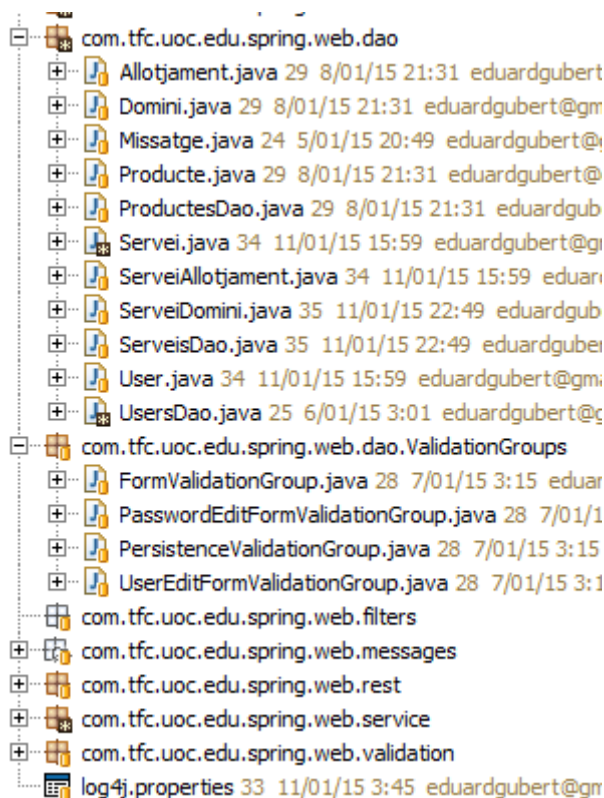 com.tfc.uoc.edu.spring.web.dao
Allotjament.java 29 8/01/15 21:31 eduardgubert
Domini.java 29 8/01/15 21:31 eduardgubert@gm
Missatge.java 24 5/01/15 20:49 eduardgubert@g
Producte.java 29 8/01/15 21:31 eduardgubert@
ProductesDao.java 29 8/01/15 21:31 eduardgub
Servei.java 34 11/01/15 15:59 eduardgubert@gm
ServeiAllotjament.java 34 11/01/15 15:59 eduar
ServeiDomini.java 35 11/01/15 22:49 eduardgub
ServeisDao.java 35 11/01/15 22:49 eduardguber
User.java 34 11/01/15 15:59 eduardgubert@gma
UsersDao.java 25 6/01/15 3:01 eduardgubert@g
com.tfc.uoc.edu.spring.web.dao.ValidationGroups
FormValidationGroup.java 28 7/01/15 3:15 eduar
PasswordEditFormValidationGroup.java 28 7/01/1
PersistenceValidationGroup.java 28 7/01/15 3:15
UserEditFormValidationGroup.java 28 7/01/15 3:1
com.tfc.uoc.edu.spring.web.filters
com.tfc.uoc.edu.spring.web.messages
com.tfc.uoc.edu.spring.web.rest
com.tfc.uoc.edu.spring.web.service
com.tfc.uoc.edu.spring.web.validation
log4j.properties 33 11/01/15 3:45 eduardgubert@gm